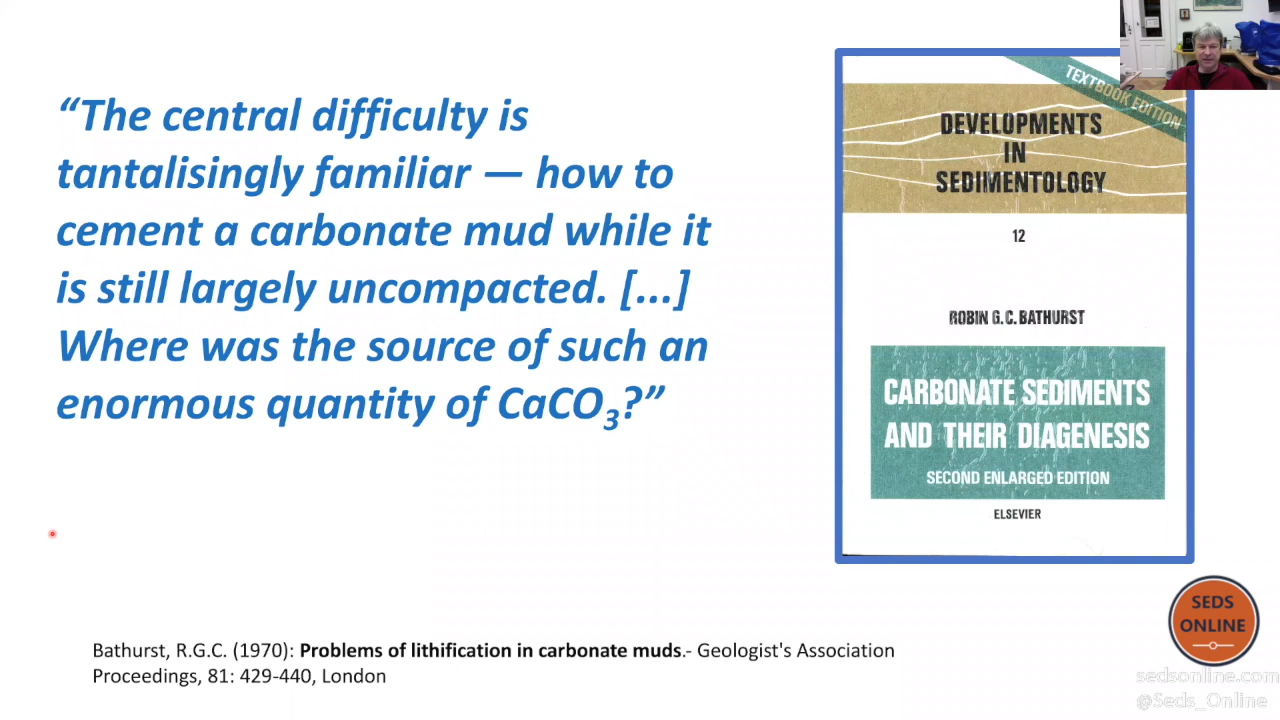 “The central difficulty is
tantalisingly familiar — how to
cement a carbonate mud while it
is still largely uncompacted. [...]
Where was the source of such an
enormous quantity of CaCO₃?”
TEXTBOOK EDITION
DEVELOPMENTS
IN
SEDIMENTOLOGY
12
ROBIN G.C. BATHURST
CARBONATE SEDIMENTS
AND THEIR DIAGENESIS
SECOND ENLARGED EDITION
ELSEVIER
SEDS
ONLINE
Bathurst, R.G.C. (1970): Problems of lithification in carbonate muds.- Geologist's Association
Proceedings, 81: 429-440, London
sedsonline.com
@Seds_Online